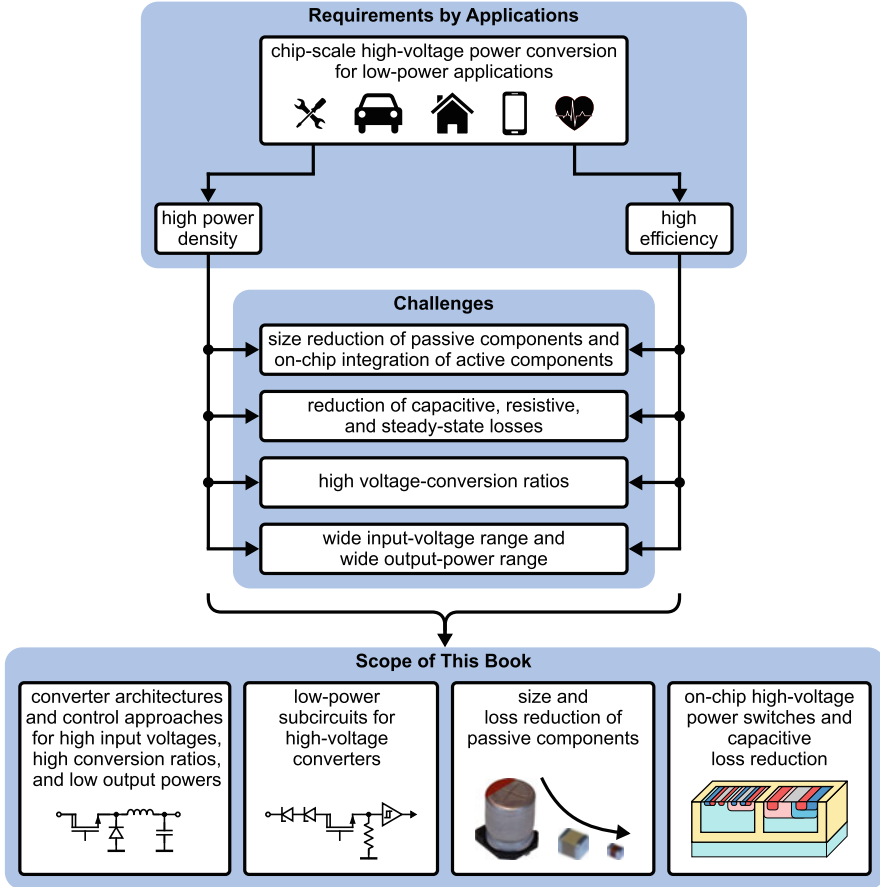 Requirements by Applications
chip-scale high-voltage power conversion
for low-power applications
high power
density
high
efficiency
Challenges
size reduction of passive components and
on-chip integration of active components
reduction of capacitive, resistive,
and steady-state losses
high voltage-conversion ratios
wide input-voltage range and
wide output-power range
Scope of This Book
converter architectures
and control approaches
for high input voltages,
high conversion ratios,
and low output powers
low-power
subcircuits for
high-voltage
converters
size and
loss reduction of
passive components
on-chip high-voltage
power switches and
capacitive
loss reduction